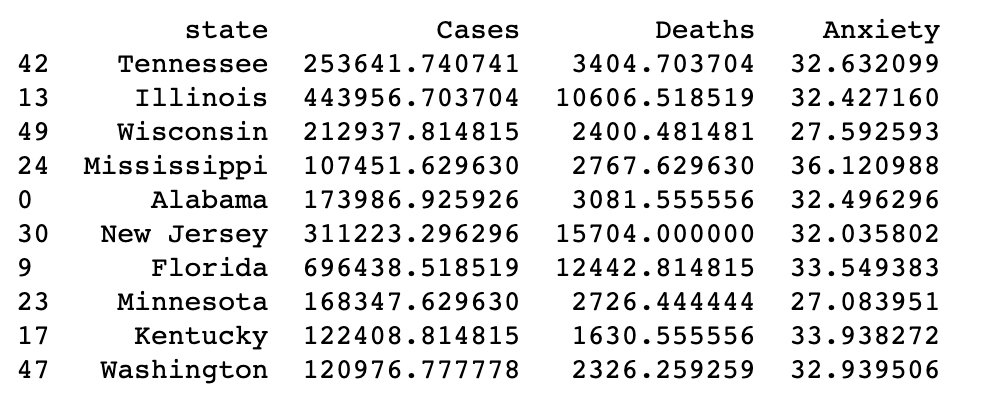 state Cases Deaths Anxiety
42 Tennessee 253641.740741 3404.703704 32.632099
13 Illinois 443956.703704 10606.518519 32.427160
49 Wisconsin 212937.814815 2400.481481 27.592593
24 Mississippi 107451.629630 2767.629630 36.120988
0 Alabama 173986.925926 3081.555556 32.496296
30 New Jersey 311223.296296 15704.000000 32.035802
9 Florida 696438.518519 12442.814815 33.549383
23 Minnesota 168347.629630 2726.444444 27.083951
17 Kentucky 122408.814815 1630.555556 33.938272
47 Washington 120976.777778 2326.259259 32.939506